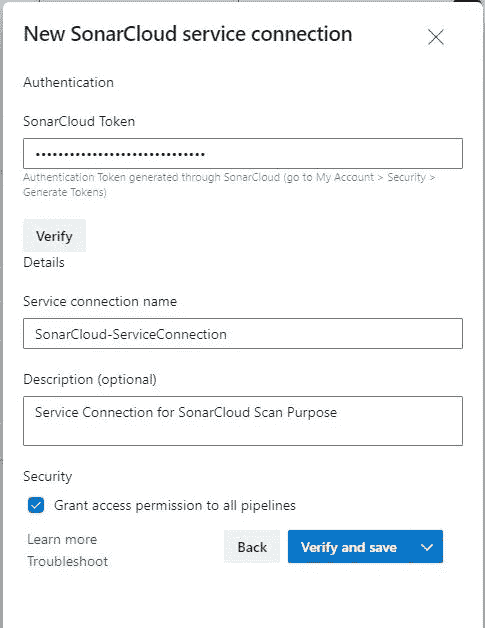 New SonarCloud service connection
Authentication
SonarCloud Token
••••••••••••••••••••••••••••••
Authentication Token generated through SonarCloud (go to My Account > Security >
Generate Tokens)
Verify
Details
Service connection name
SonarCloud-ServiceConnection
Description (optional)
Service Connection for SonarCloud Scan Purpose
Security
Grant access permission to all pipelines
Learn more
Troubleshoot
Back
Verify and save